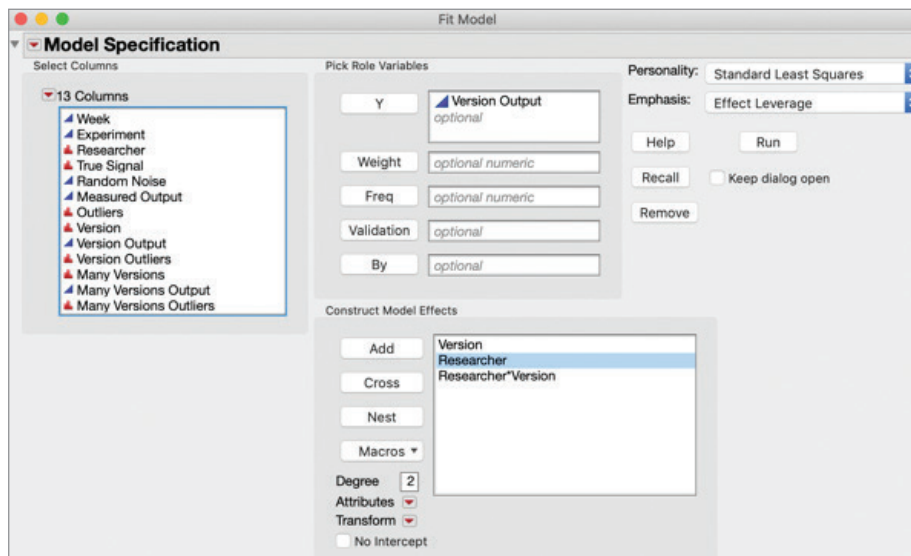 Fit Model
Model Specification
Select Columns
13 Columns
Week
Experiment
Researcher
True Signal
Random Noise
Measured Output
Outliers
Version
Version Output
Version Outliers
Many Versions
Many Versions Output
Many Versions Outliers
Pick Role Variables
Y
Version Output
optional
Weight
optional numeric
Freq
optional numeric
Validation
optional
By
optional
Personality:
Standard Least Squares
Emphasis:
Effect Leverage
Help
Run
Recall
Keep dialog open
Remove
Construct Model Effects
Add
Cross
Nest
Macros
Degree 2
Attributes
Transform
No Intercept
Version
Researcher
Researcher*Version